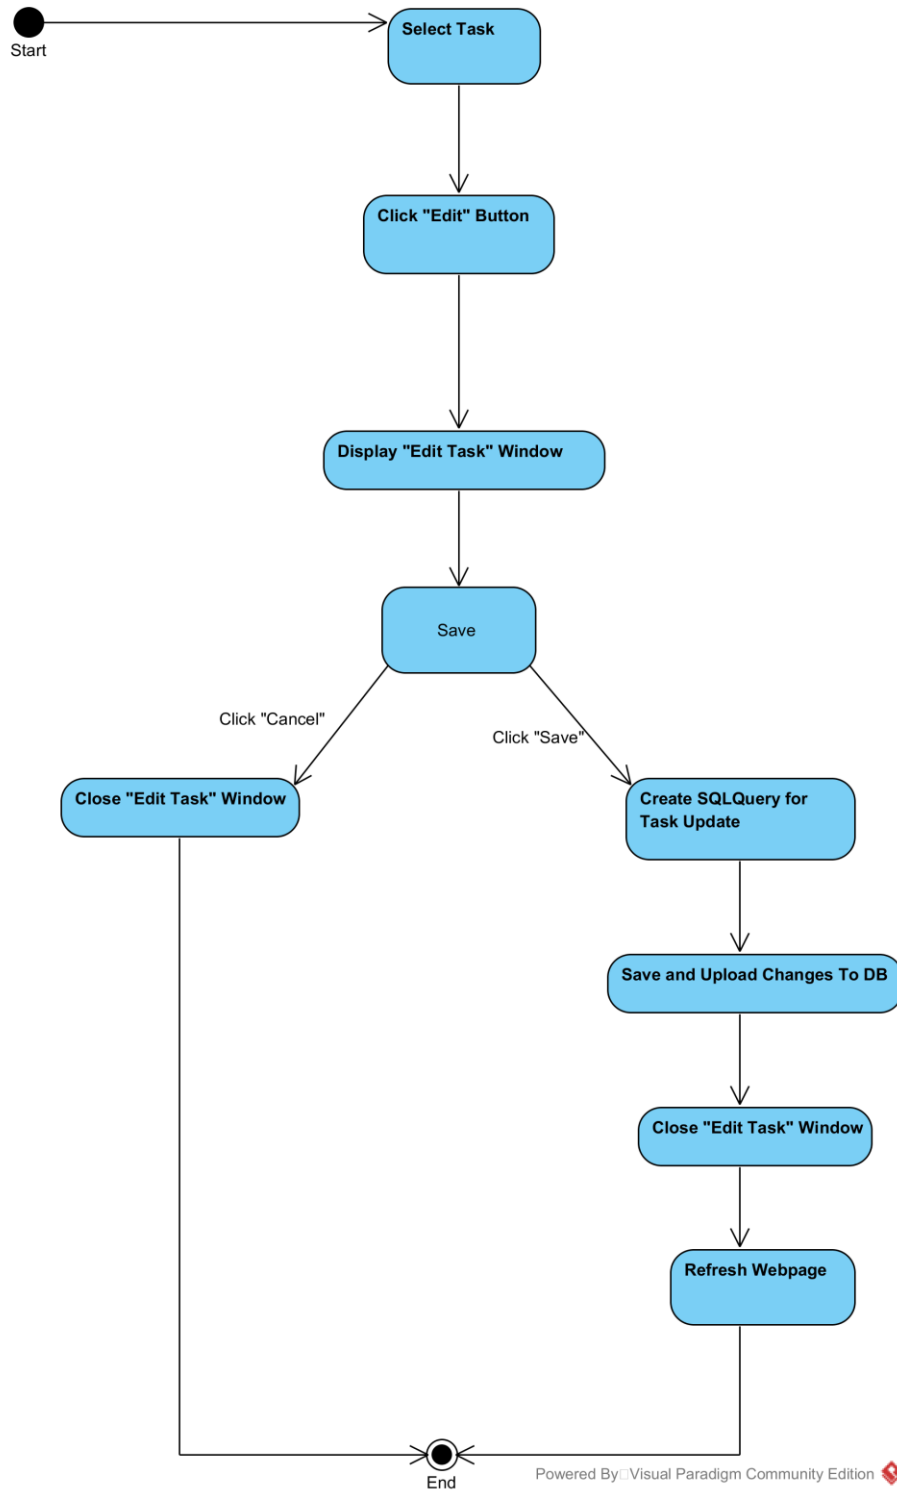 Start
Select Task
Click "Edit" Button
Display "Edit Task" Window
Save
Click "Cancel"
Click "Save"
Close "Edit Task" Window
Create SQLQuery for
Task Update
Save and Upload Changes To DB
Close "Edit Task" Window
Refresh Webpage
End
Powered By Visual Paradigm Community Edition